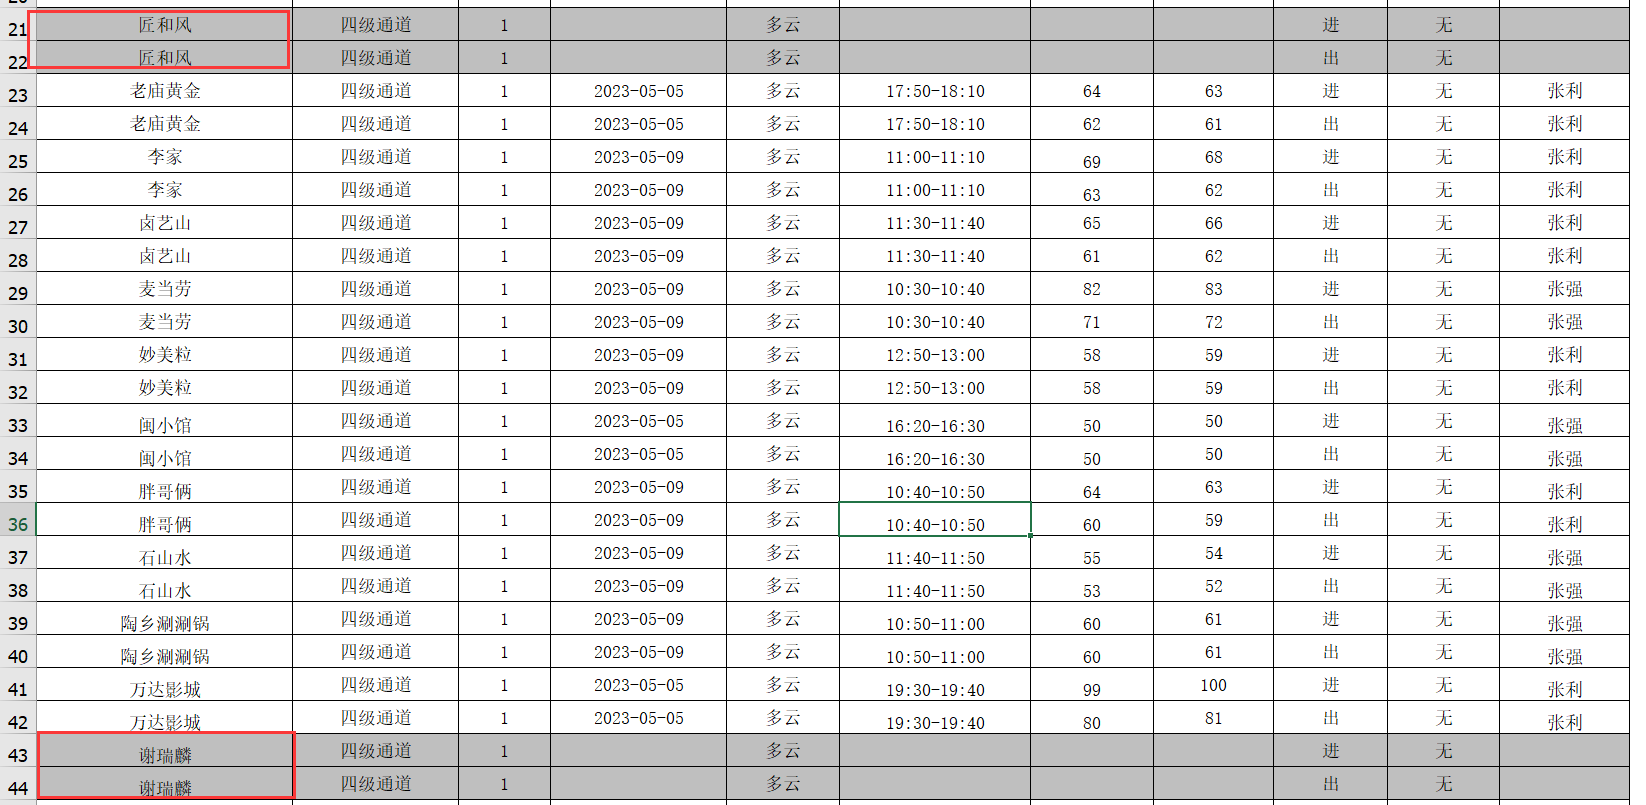 21 匠和风 四级通道 1 多云 进 无
22 匠和风 四级通道 1 多云 出 无
23 老庙黄金 四级通道 1 2023-05-05 多云 17:50-18:10 64 63 进 无 张利
24 老庙黄金 四级通道 1 2023-05-05 多云 17:50-18:10 62 61 出 无 张利
25 李家 四级通道 1 2023-05-09 多云 11:00-11:10 69 68 进 无 张利
26 李家 四级通道 1 2023-05-09 多云 11:00-11:10 63 62 出 无 张利
27 卤艺山 四级通道 1 2023-05-09 多云 11:30-11:40 65 66 进 无 张利
28 卤艺山 四级通道 1 2023-05-09 多云 11:30-11:40 61 62 出 无 张利
29 麦当劳 四级通道 1 2023-05-09 多云 10:30-10:40 82 83 进 无 张强
30 麦当劳 四级通道 1 2023-05-09 多云 10:30-10:40 71 72 出 无 张强
31 妙美粒 四级通道 1 2023-05-09 多云 12:50-13:00 58 59 进 无 张利
32 妙美粒 四级通道 1 2023-05-09 多云 12:50-13:00 58 59 出 无 张利
33 闽小馆 四级通道 1 2023-05-05 多云 16:20-16:30 50 50 进 无 张强
34 闽小馆 四级通道 1 2023-05-05 多云 16:20-16:30 50 50 出 无 张强
35 胖哥俩 四级通道 1 2023-05-09 多云 10:40-10:50 64 63 进 无 张利
36 胖哥俩 四级通道 1 2023-05-09 多云 10:40-10:50 60 59 出 无 张利
37 石山水 四级通道 1 2023-05-09 多云 11:40-11:50 55 54 进 无 张强
38 石山水 四级通道 1 2023-05-09 多云 11:40-11:50 53 52 出 无 张强
39 陶乡涮涮锅 四级通道 1 2023-05-09 多云 10:50-11:00 60 61 进 无 张强
40 陶乡涮涮锅 四级通道 1 2023-05-09 多云 10:50-11:00 60 61 出 无 张强
41 万达影城 四级通道 1 2023-05-05 多云 19:30-19:40 99 100 进 无 张利
42 万达影城 四级通道 1 2023-05-05 多云 19:30-19:40 80 81 出 无 张利
43 谢瑞麟 四级通道 1 多云 进 无
44 谢瑞麟 四级通道 1 多云 出 无